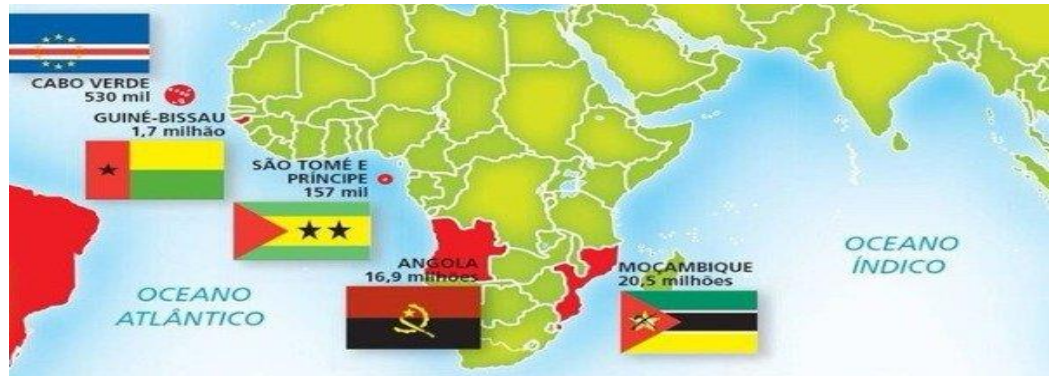 CABO VERDE
530 mil
GUINÉ-BISSAU
1,7 milhão
SÃO TOMÉ E
PRÍNCIPE
157 mil
ANGOLA
16,9 milhões
MOÇAMBIQUE
20,5 milhões
OCEANO
ATLÂNTICO
OCEANO
ÍNDICO